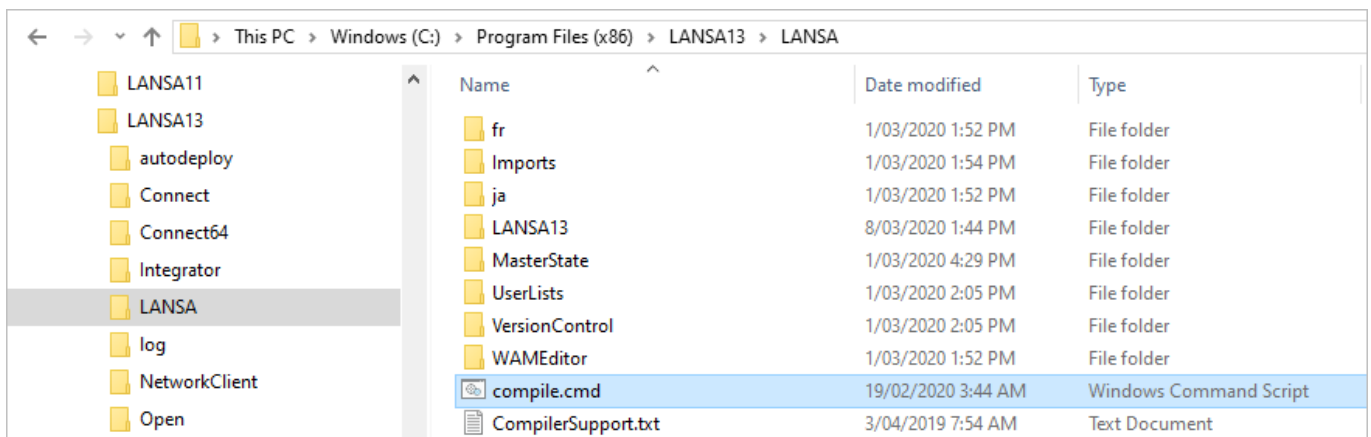 This PC > Windows (C:) > Program Files (x86) > LANSA13 > LANSA
LANSA11
LANSA13
autodeploy
Connect
Connect64
Integrator
LANSA
log
NetworkClient
Open
Name Date modified Type
fr 1/03/2020 1:52 PM File folder
Imports 1/03/2020 1:54 PM File folder
ja 1/03/2020 1:52 PM File folder
LANSA13 8/03/2020 1:44 PM File folder
MasterState 1/03/2020 4:29 PM File folder
UserLists 1/03/2020 2:05 PM File folder
VersionControl 1/03/2020 2:05 PM File folder
WAMEditor 1/03/2020 1:52 PM File folder
compile.cmd 19/02/2020 3:44 AM Windows Command Script
CompilerSupport.txt 3/04/2019 7:54 AM Text Document